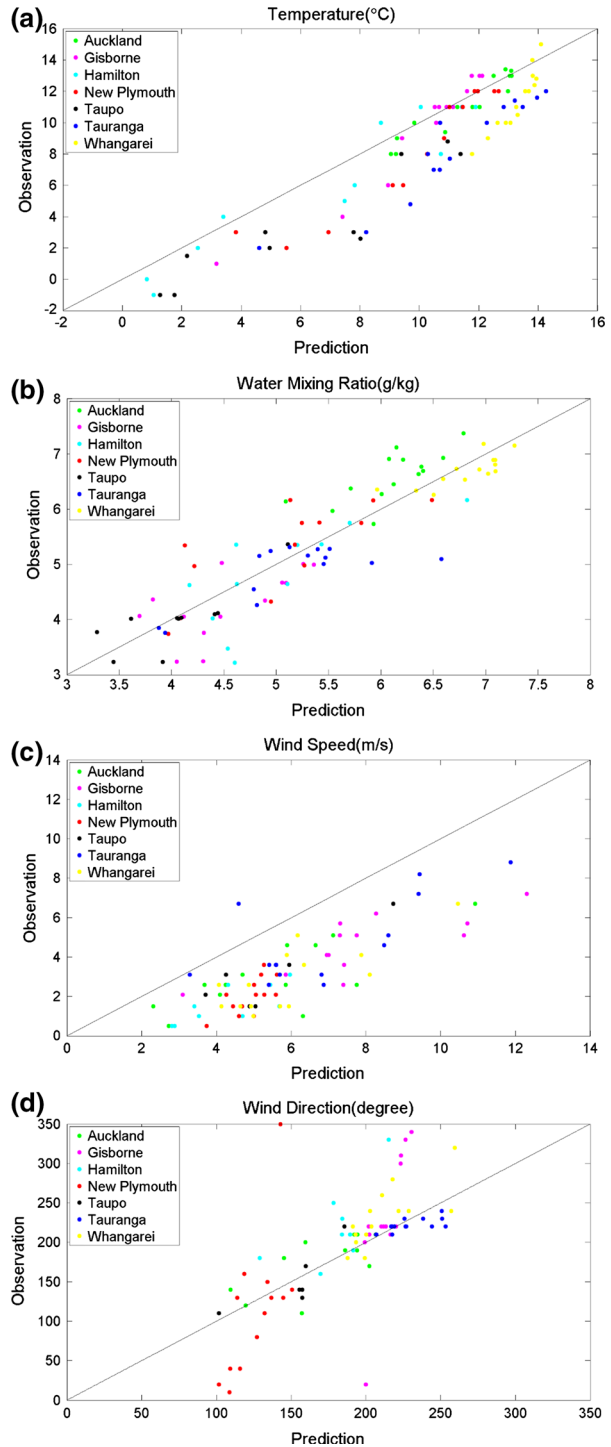 (a)
Temperature(°C)
16
14
12
10
8
6
4
2
0
-2
Auckland
Gisborne
Hamilton
New Plymouth
Taupo
Tauranga
Whangarei
Observation
-2 0 2 4 6 8 10 12 14 16
Prediction
(b)
Water Mixing Ratio(g/kg)
8
7
6
5
4
3
Auckland
Gisborne
Hamilton
New Plymouth
Taupo
Tauranga
Whangarei
Observation
3 3.5 4 4.5 5 5.5 6 6.5 7 7.5 8
Prediction
(c)
Wind Speed(m/s)
14
12
10
8
6
4
2
0
Auckland
Gisborne
Hamilton
New Plymouth
Taupo
Tauranga
Whangarei
Observation
0 2 4 6 8 10 12 14
Prediction
(d)
Wind Direction(degree)
350
300
250
200
150
100
50
0
Auckland
Gisborne
Hamilton
New Plymouth
Taupo
Tauranga
Whangarei
Observation
0 50 100 150 200 250 300 350
Prediction